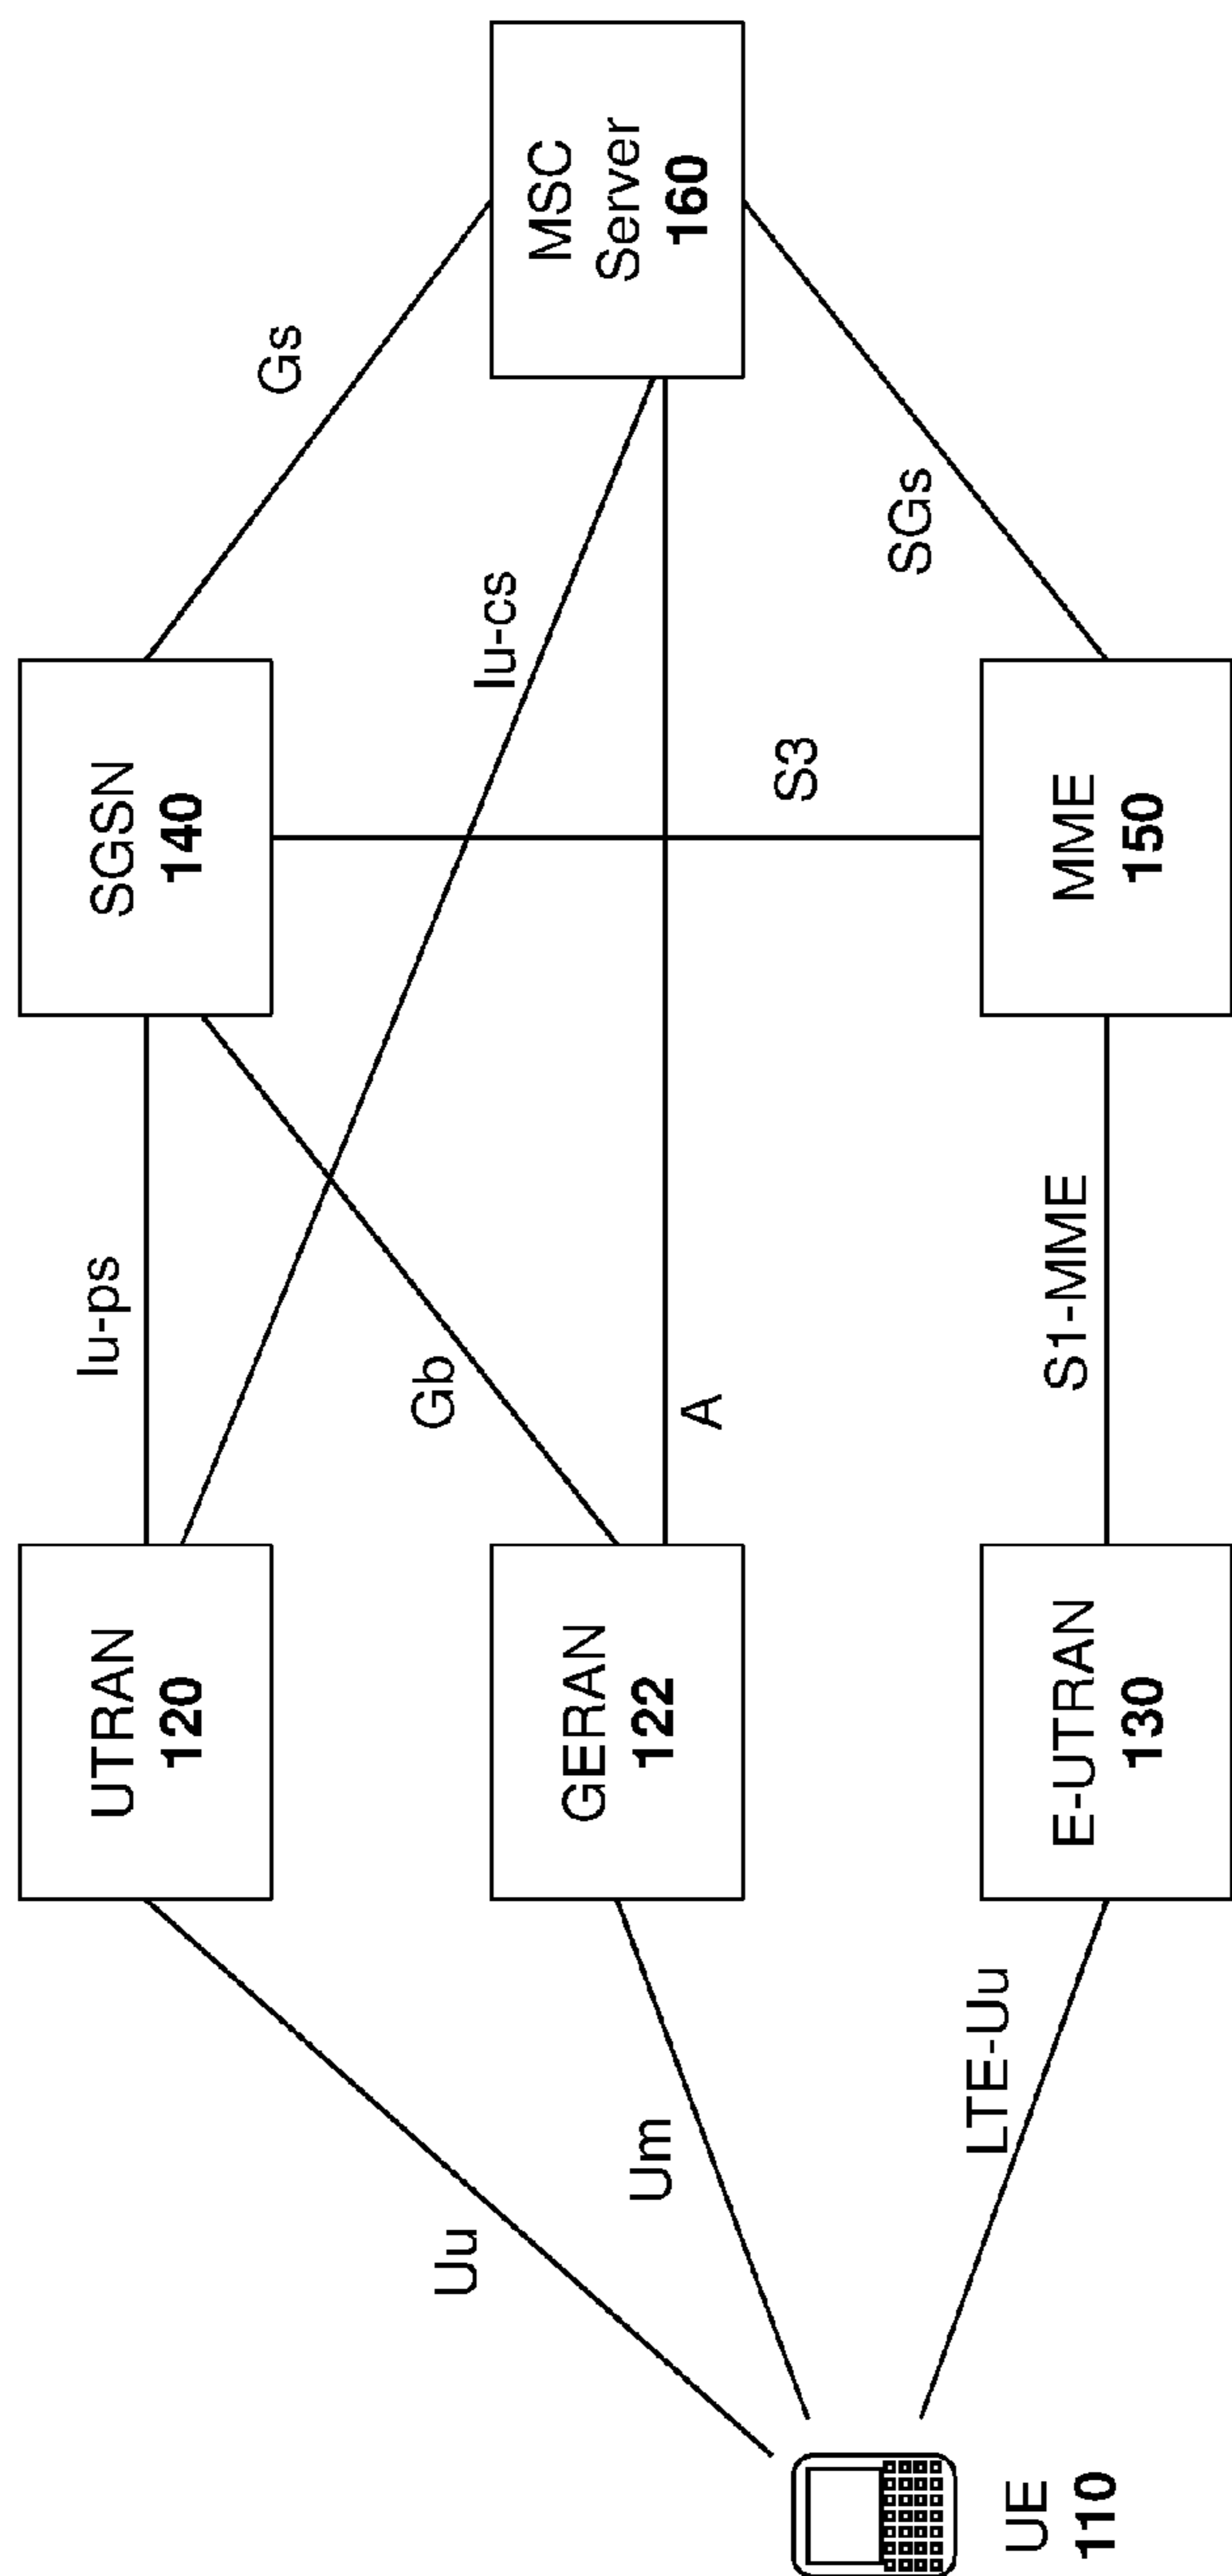 UTRAN
120
Iu-ps
SGSN
140
Gs
Uu
Gb
Iu-cs
GERAN
122
MSC
Server
160
Um
A
S3
SGs
LTE-Uu
UE
110
E-UTRAN
130
S1-MME
MME
150